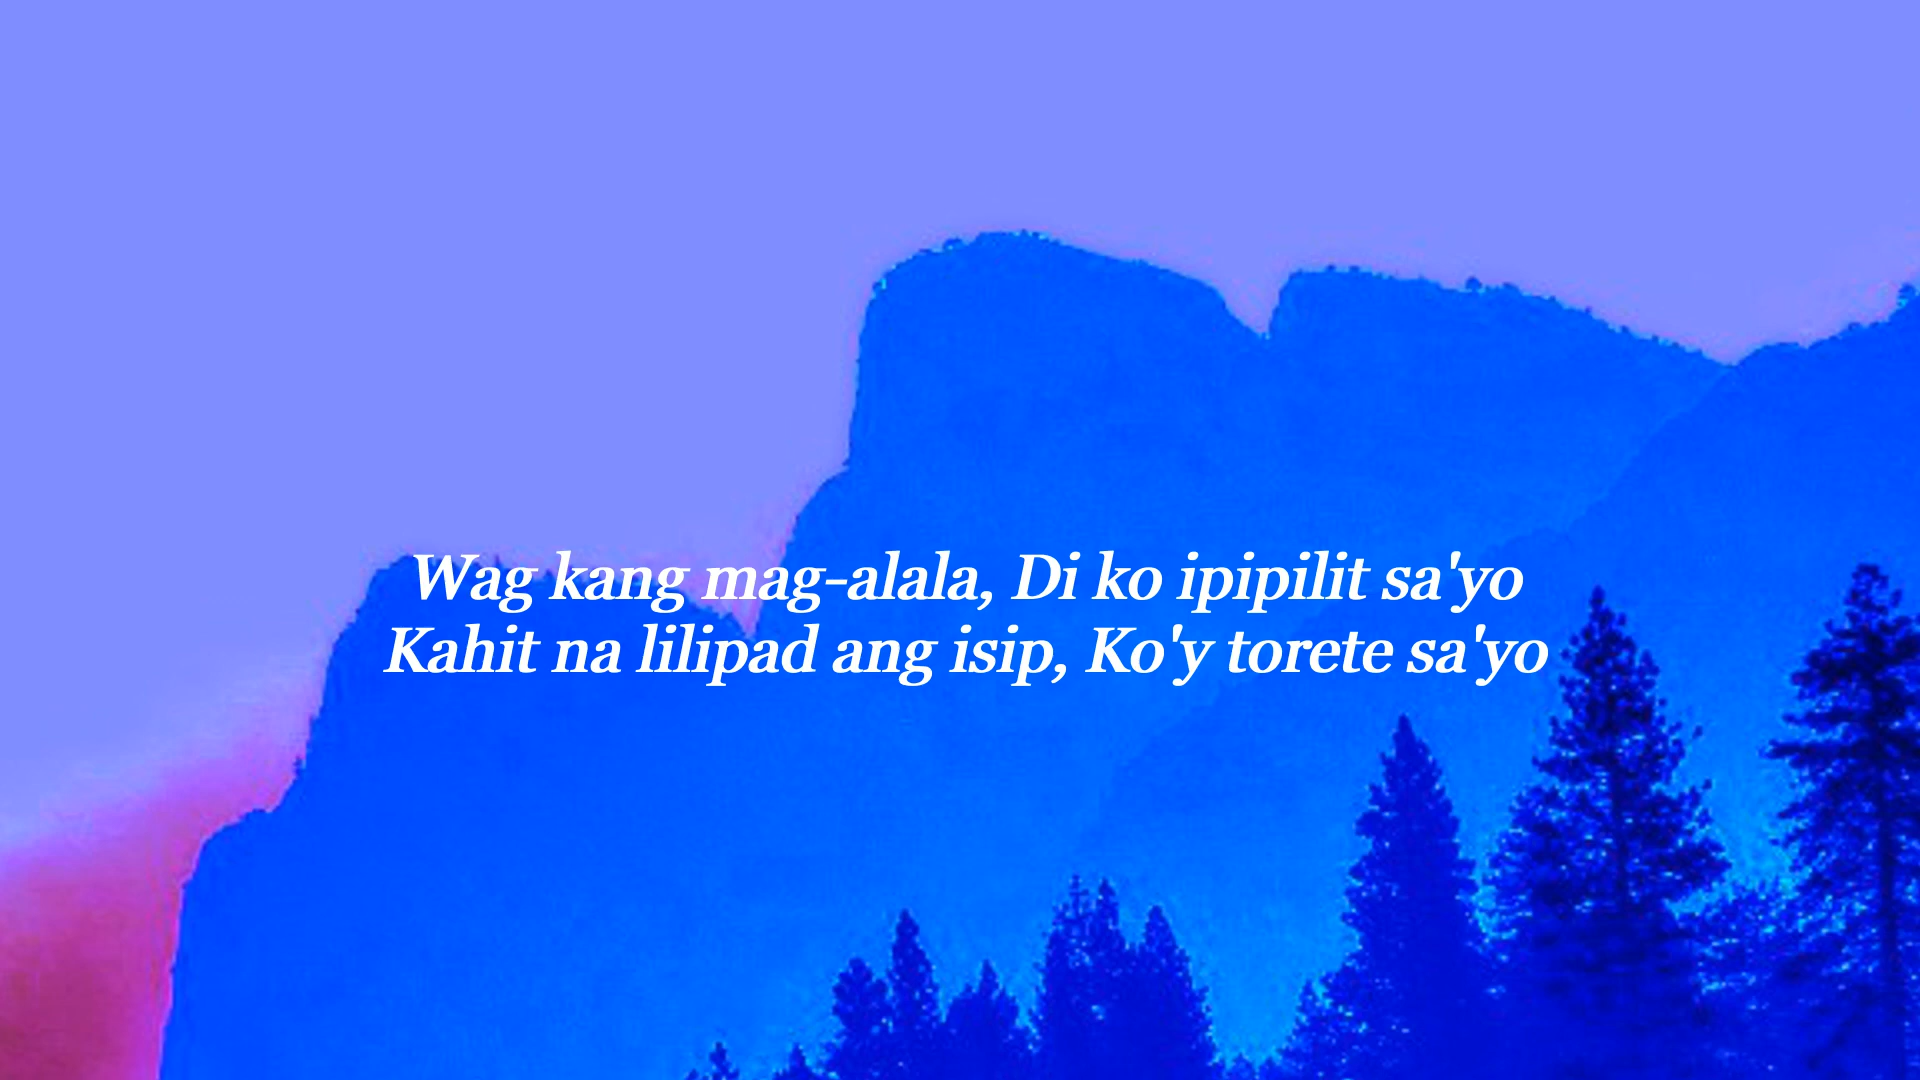 Wag kang mag-alala, Di ko ipipilit sa'yo
Kahit na lilipad ang isip, Ko'y torete sa'yo